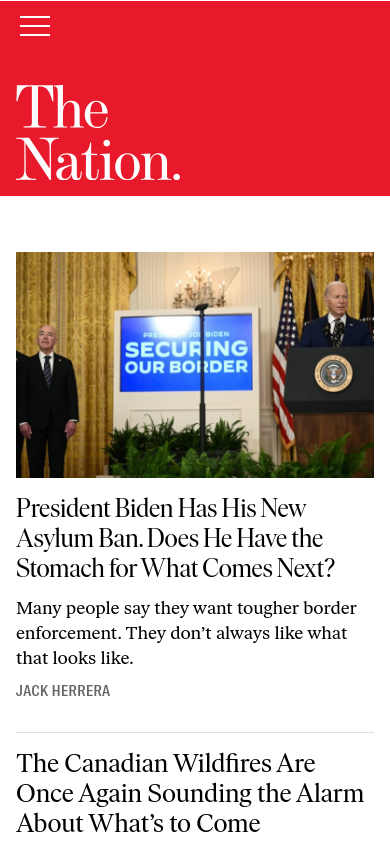 The
Nation.
PRESIDENT JOE BIDEN
SECURING
OUR BORDER
President Biden Has His New
Asylum Ban. Does He Have the
Stomach for What Comes Next?
Many people say they want tougher border
enforcement. They don’t always like what
that looks like.
JACK HERRERA
The Canadian Wildfires Are
Once Again Sounding the Alarm
About What’s to Come